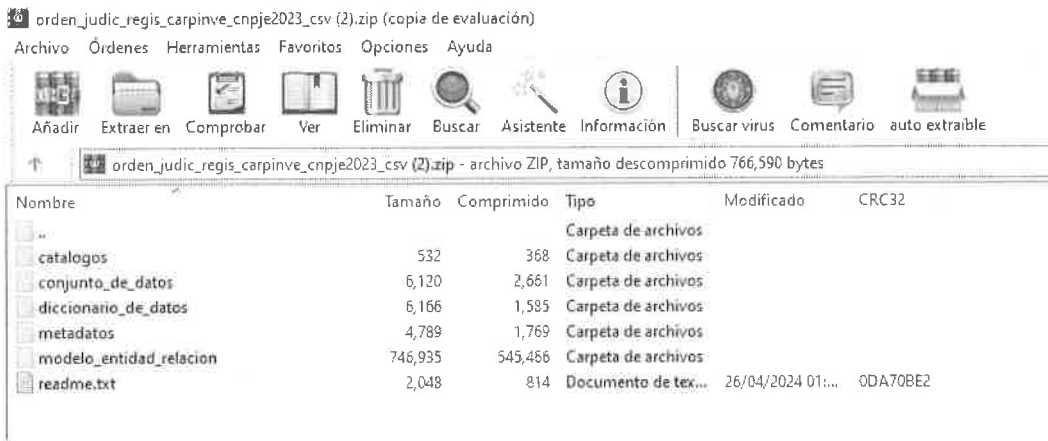 orden_judic_regis_carpinve_cnpje2023_csv (2).zip (copia de evaluación)
Archivo Órdenes Herramientas Favoritos Opciones Ayuda
Añadir Extraer en Comprobar Ver Eliminar Buscar Asistente Información Buscar virus Comentario auto extraíble
orden_judic_regis_carpinve_cnpje2023_csv (2).zip - archivo ZIP, tamaño descomprimido 766,590 bytes
Nombre Tamaño Comprimido Tipo Modificado CRC32
.. Carpeta de archivos
catalogos 532 368 Carpeta de archivos
conjunto_de_datos 6,120 2,661 Carpeta de archivos
diccionario_de_datos 6,166 1,585 Carpeta de archivos
metadatos 4,789 1,769 Carpeta de archivos
modelo_entidad_relacion 746,935 545,466 Carpeta de archivos
readme.txt 2,048 814 Documento de tex... 26/04/2024 01:... 0DA70BE2